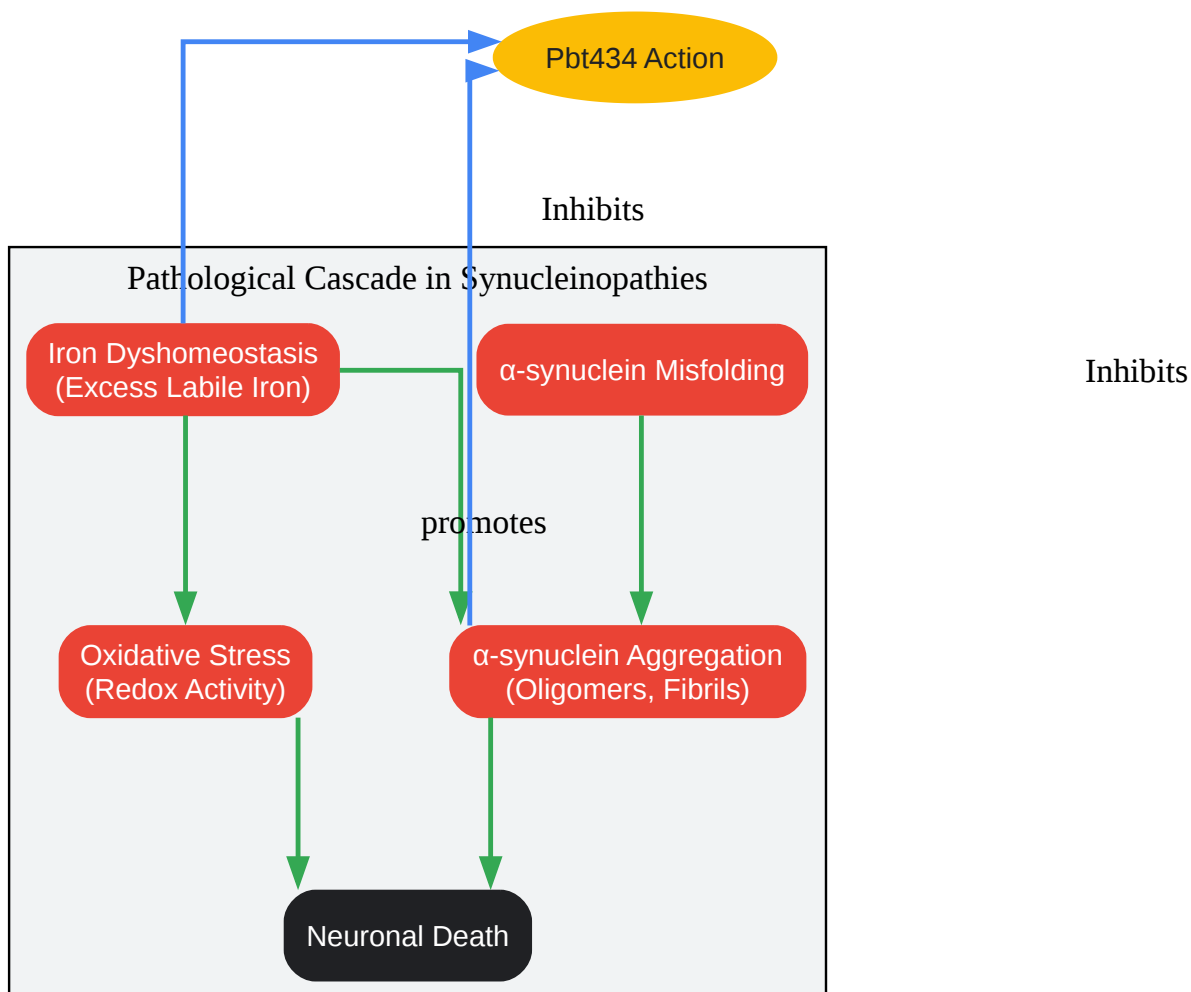 Pbt434 Action
Inhibits
Pathological Cascade in Synucleinopathies
Iron Dyshomeostasis
(Excess Labile Iron)
α-synuclein Misfolding
Inhibits
promotes
Oxidative Stress
(Redox Activity)
α-synuclein Aggregation
(Oligomers, Fibrils)
Neuronal Death